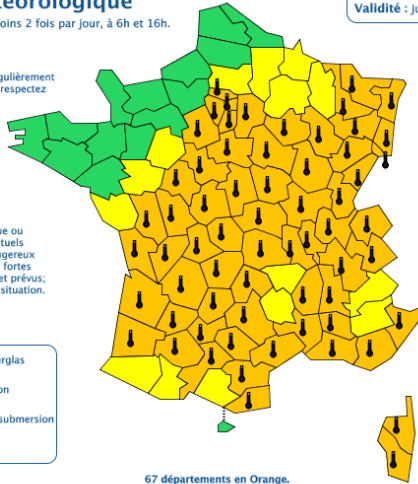 téorologique
oins 2 fois par jour, à 6h et 16h.
Validité : ju
gulièrement
respectez
ue ou
tuels
gereux
fortes
et prévus;
situation.
erglas
on
submersion
67 départements en Orange.